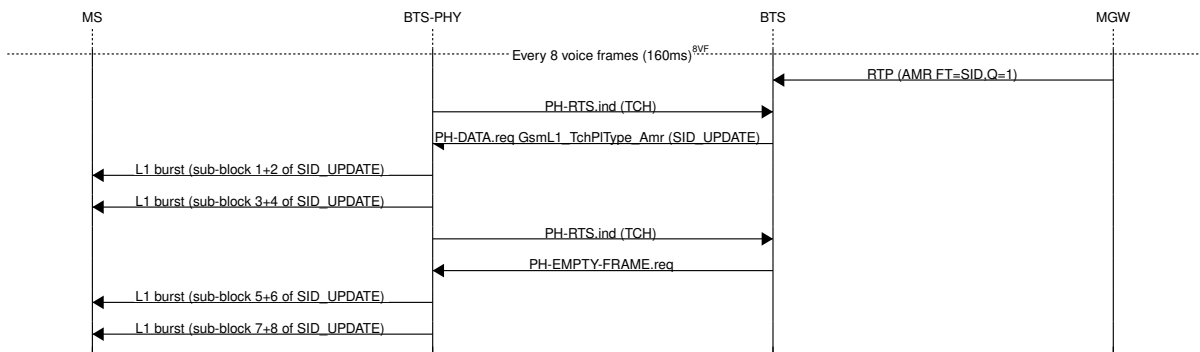 MS BTS-PHY BTS MGW
Every 8 voice frames (160ms)8VF
RTP (AMR FT=SID,Q=1)
PH-RTS.ind (TCH)
PH-DATA.req GsmL1_TchPlType_Amr (SID_UPDATE)
L1 burst (sub-block 1+2 of SID_UPDATE)
L1 burst (sub-block 3+4 of SID_UPDATE)
PH-RTS.ind (TCH)
PH-EMPTY-FRAME.req
L1 burst (sub-block 5+6 of SID_UPDATE)
L1 burst (sub-block 7+8 of SID_UPDATE)